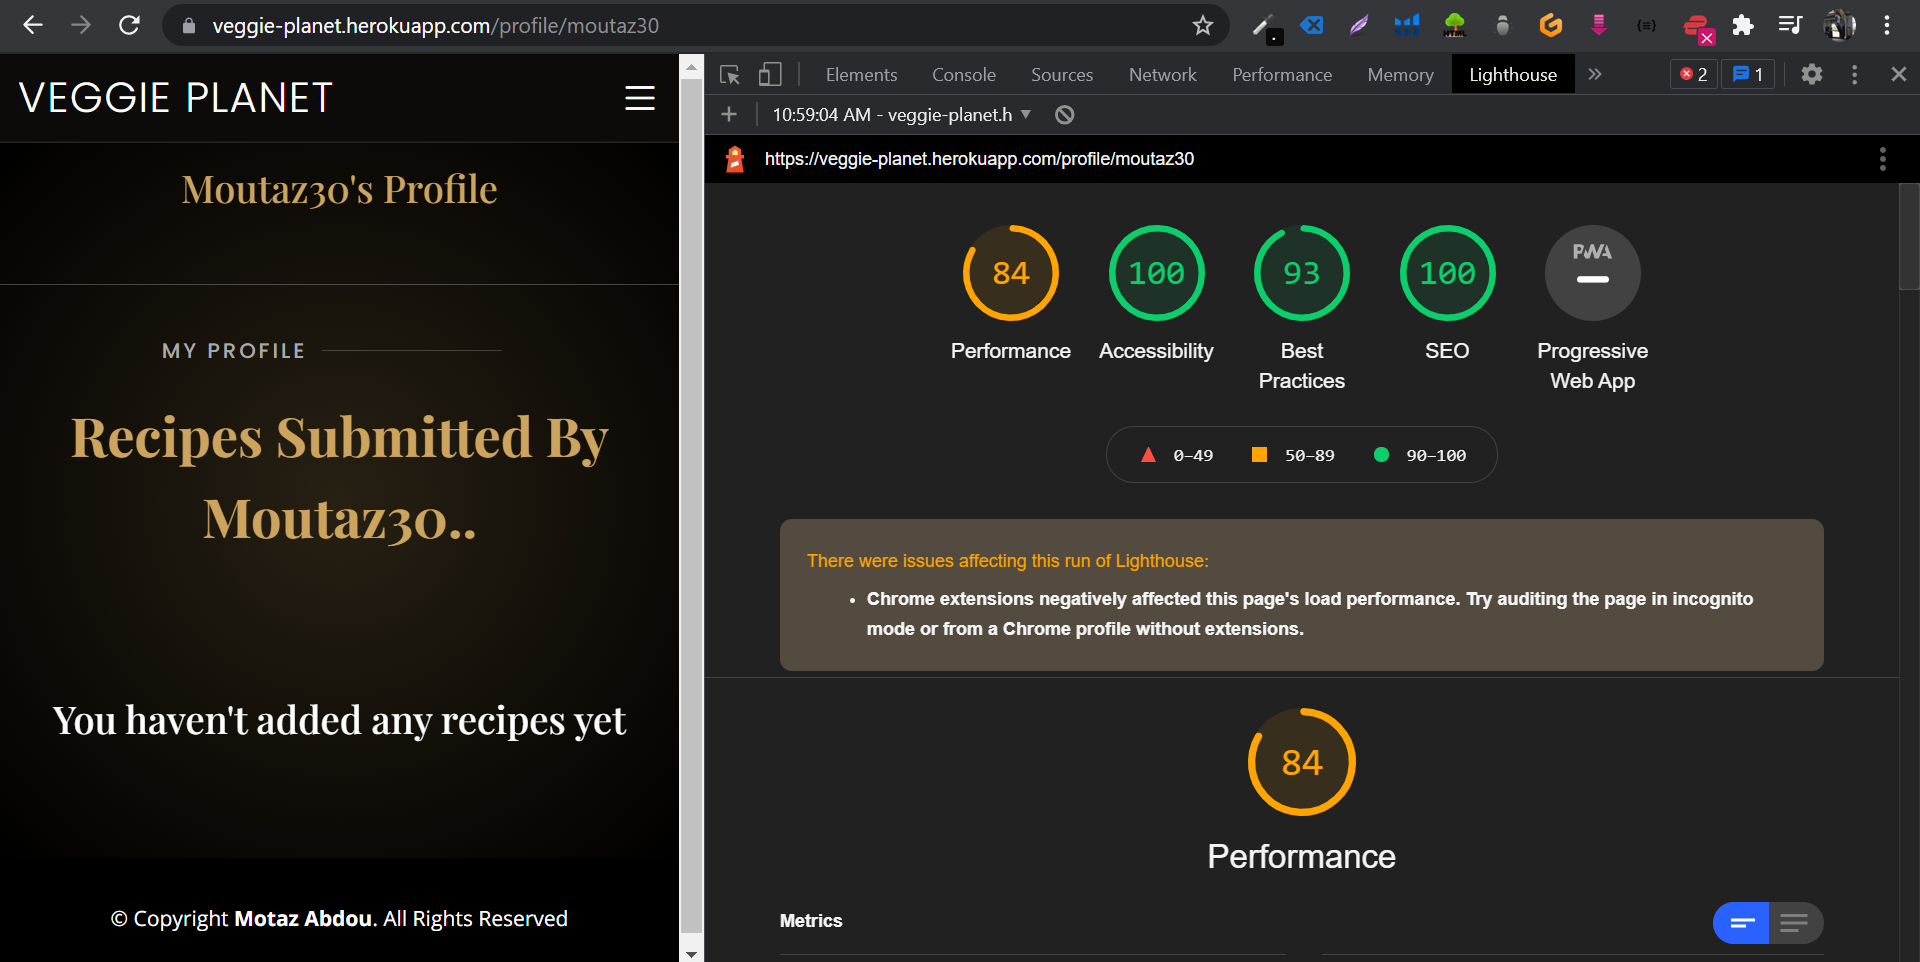 veggie-planet.herokuapp.com/profile/moutaz30
VEGGIE PLANET
Moutaz30's Profile
MY PROFILE
Recipes Submitted By
Moutaz30..
You haven't added any recipes yet
© Copyright Motaz Abdou. All Rights Reserved
Elements Console Sources Network Performance Memory Lighthouse 2 1
10:59:04 AM - veggie-planet.h
https://veggie-planet.herokuapp.com/profile/moutaz30
84 100 93 100 PWA
Performance Accessibility Best Practices SEO Progressive Web App
0–49 50–89 90–100
There were issues affecting this run of Lighthouse:
• Chrome extensions negatively affected this page's load performance. Try auditing the page in incognito
mode or from a Chrome profile without extensions.
84
Performance
Metrics